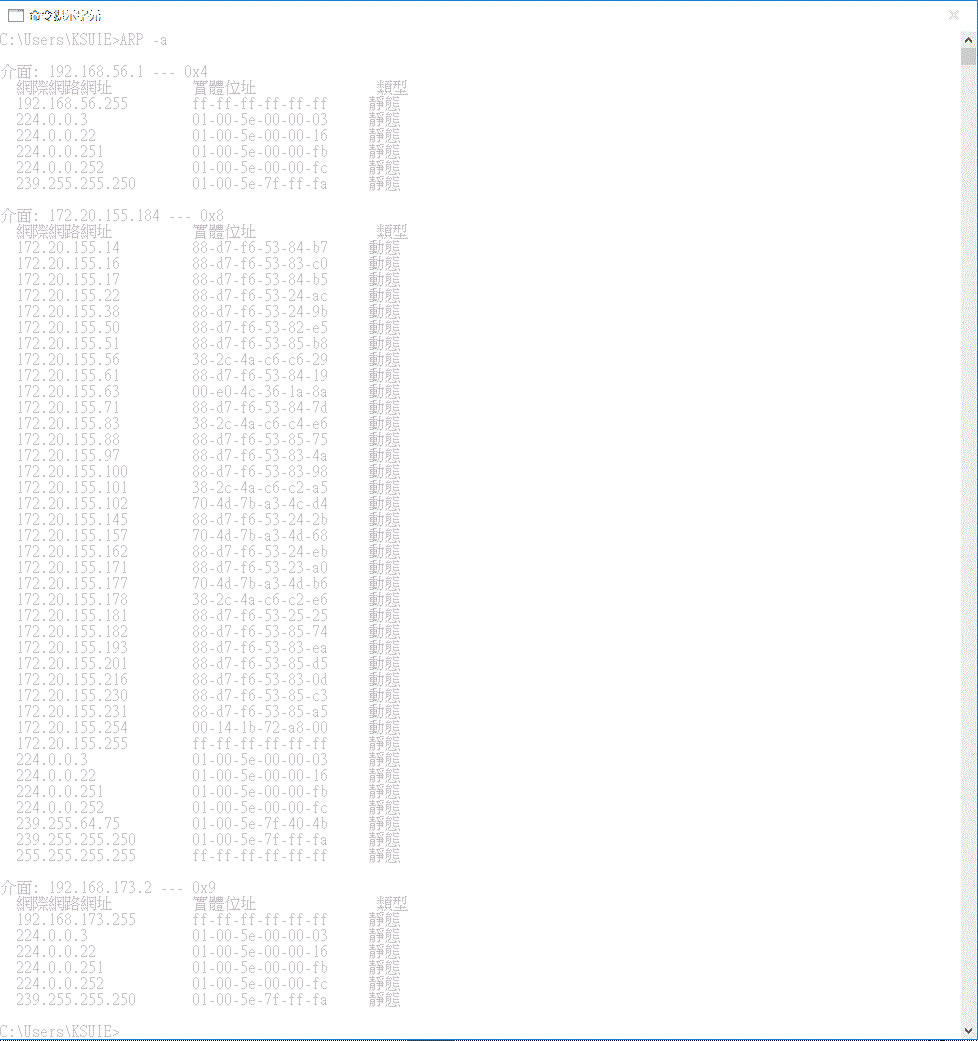 命令提示字元
C:\Users\KSUIE>ARP -a
介面: 192.168.56.1 --- 0x4
網際網路網址 實體位址 類型
192.168.56.255 ff-ff-ff-ff-ff-ff 靜態
224.0.0.3 01-00-5e-00-00-03 靜態
224.0.0.22 01-00-5e-00-00-16 靜態
224.0.0.251 01-00-5e-00-00-fb 靜態
224.0.0.252 01-00-5e-00-00-fc 靜態
239.255.255.250 01-00-5e-7f-ff-fa 靜態
介面: 172.20.155.184 --- 0x8
網際網路網址 實體位址 類型
172.20.155.14 88-d7-f6-53-84-b7 動態
172.20.155.16 88-d7-f6-53-83-c0 動態
172.20.155.17 88-d7-f6-53-84-b5 動態
172.20.155.22 88-d7-f6-53-24-ac 動態
172.20.155.38 88-d7-f6-53-24-9b 動態
172.20.155.50 88-d7-f6-53-82-e5 動態
172.20.155.51 88-d7-f6-53-85-b8 動態
172.20.155.56 38-2c-4a-c6-c6-29 動態
172.20.155.61 88-d7-f6-53-84-19 動態
172.20.155.63 00-e0-4c-36-1a-8a 動態
172.20.155.71 88-d7-f6-53-84-7d 動態
172.20.155.83 38-2c-4a-c6-c4-e6 動態
172.20.155.88 88-d7-f6-53-85-75 動態
172.20.155.97 88-d7-f6-53-83-4a 動態
172.20.155.100 88-d7-f6-53-83-98 動態
172.20.155.101 38-2c-4a-c6-c2-a5 動態
172.20.155.102 70-4d-7b-a3-4c-d4 動態
172.20.155.145 88-d7-f6-53-24-2b 動態
172.20.155.157 70-4d-7b-a3-4d-68 動態
172.20.155.162 88-d7-f6-53-24-eb 動態
172.20.155.171 88-d7-f6-53-23-a0 動態
172.20.155.177 70-4d-7b-a3-4d-b6 動態
172.20.155.178 38-2c-4a-c6-c2-e6 動態
172.20.155.181 88-d7-f6-53-25-25 動態
172.20.155.182 88-d7-f6-53-85-74 動態
172.20.155.193 88-d7-f6-53-83-ea 動態
172.20.155.201 88-d7-f6-53-85-d5 動態
172.20.155.216 88-d7-f6-53-83-0d 動態
172.20.155.230 88-d7-f6-53-85-c3 動態
172.20.155.231 88-d7-f6-53-85-a5 動態
172.20.155.254 00-14-1b-72-a8-00 動態
172.20.155.255 ff-ff-ff-ff-ff-ff 靜態
224.0.0.3 01-00-5e-00-00-03 靜態
224.0.0.22 01-00-5e-00-00-16 靜態
224.0.0.251 01-00-5e-00-00-fb 靜態
224.0.0.252 01-00-5e-00-00-fc 靜態
239.255.64.75 01-00-5e-7f-40-4b 靜態
239.255.255.250 01-00-5e-7f-ff-fa 靜態
255.255.255.255 ff-ff-ff-ff-ff-ff 靜態
介面: 192.168.173.2 --- 0x9
網際網路網址 實體位址 類型
192.168.173.255 ff-ff-ff-ff-ff-ff 靜態
224.0.0.3 01-00-5e-00-00-03 靜態
224.0.0.22 01-00-5e-00-00-16 靜態
224.0.0.251 01-00-5e-00-00-fb 靜態
224.0.0.252 01-00-5e-00-00-fc 靜態
239.255.255.250 01-00-5e-7f-ff-fa 靜態
C:\Users\KSUIE>